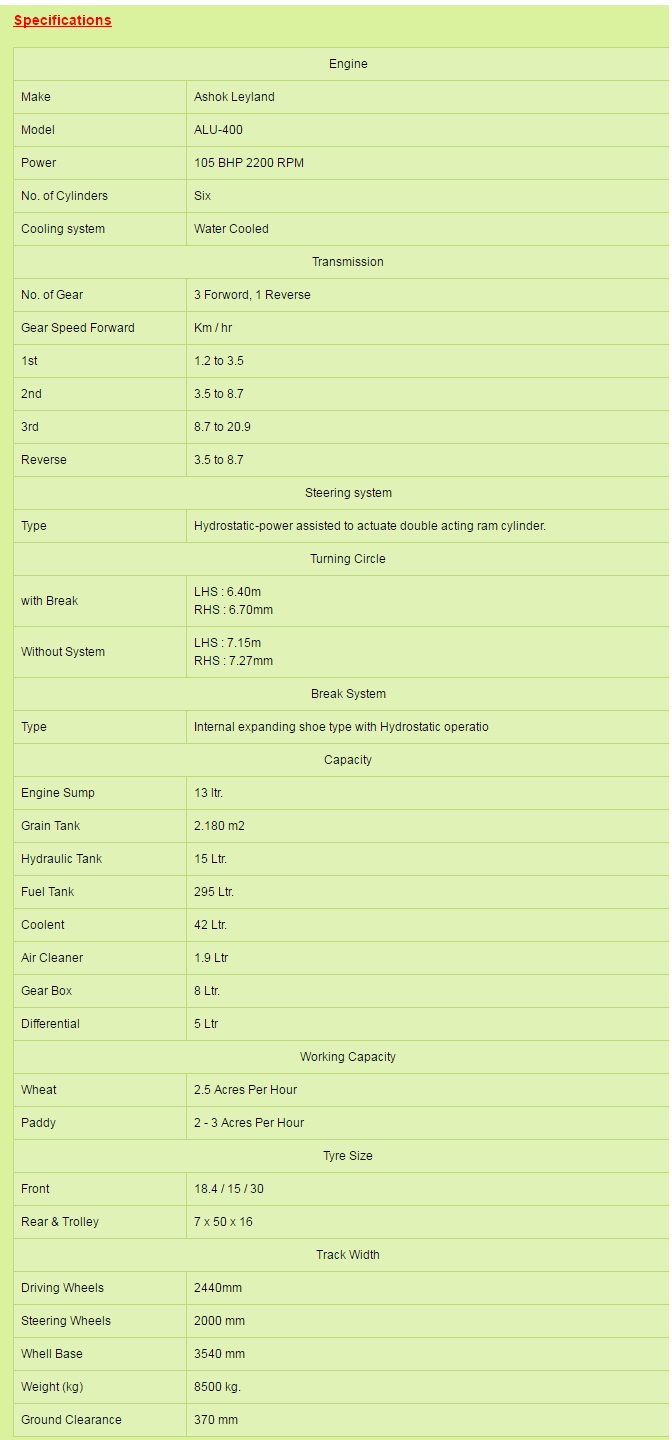 Specifications
Engine
Make Ashok Leyland
Model ALU-400
Power 105 BHP 2200 RPM
No. of Cylinders Six
Cooling system Water Cooled
Transmission
No. of Gear 3 Forword, 1 Reverse
Gear Speed Forward Km / hr
1st 1.2 to 3.5
2nd 3.5 to 8.7
3rd 8.7 to 20.9
Reverse 3.5 to 8.7
Steering system
Type Hydrostatic-power assisted to actuate double acting ram cylinder.
Turning Circle
with Break
LHS : 6.40m
RHS : 6.70mm
Without System
LHS : 7.15m
RHS : 7.27mm
Break System
Type Internal expanding shoe type with Hydrostatic operatio
Capacity
Engine Sump 13 ltr.
Grain Tank 2.180 m2
Hydraulic Tank 15 Ltr.
Fuel Tank 295 Ltr.
Coolent 42 Ltr.
Air Cleaner 1.9 Ltr
Gear Box 8 Ltr.
Differential 5 Ltr
Working Capacity
Wheat 2.5 Acres Per Hour
Paddy 2 - 3 Acres Per Hour
Tyre Size
Front 18.4 / 15 / 30
Rear & Trolley 7 x 50 x 16
Track Width
Driving Wheels 2440mm
Steering Wheels 2000 mm
Whell Base 3540 mm
Weight (kg) 8500 kg.
Ground Clearance 370 mm